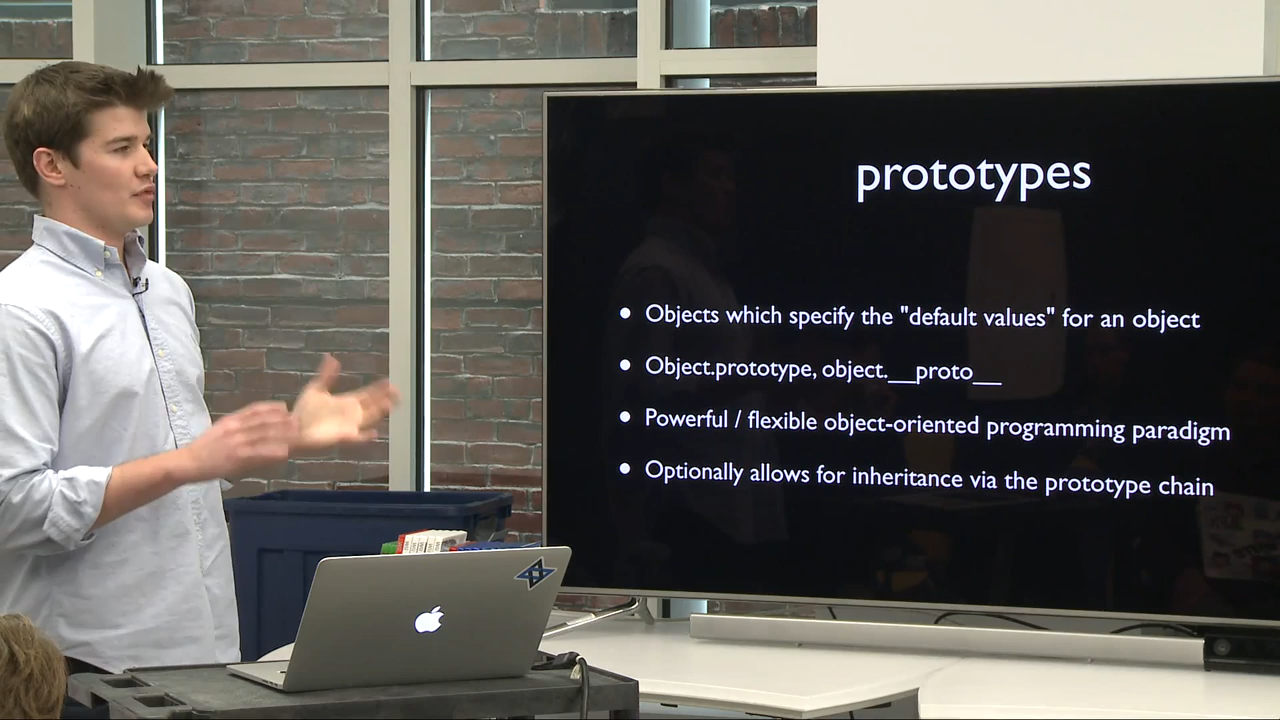 prototypes
• Objects which specify the "default values" for an object
• Object.prototype, object.__proto__
• Powerful / flexible object-oriented programming paradigm
• Optionally allows for inheritance via the prototype chain